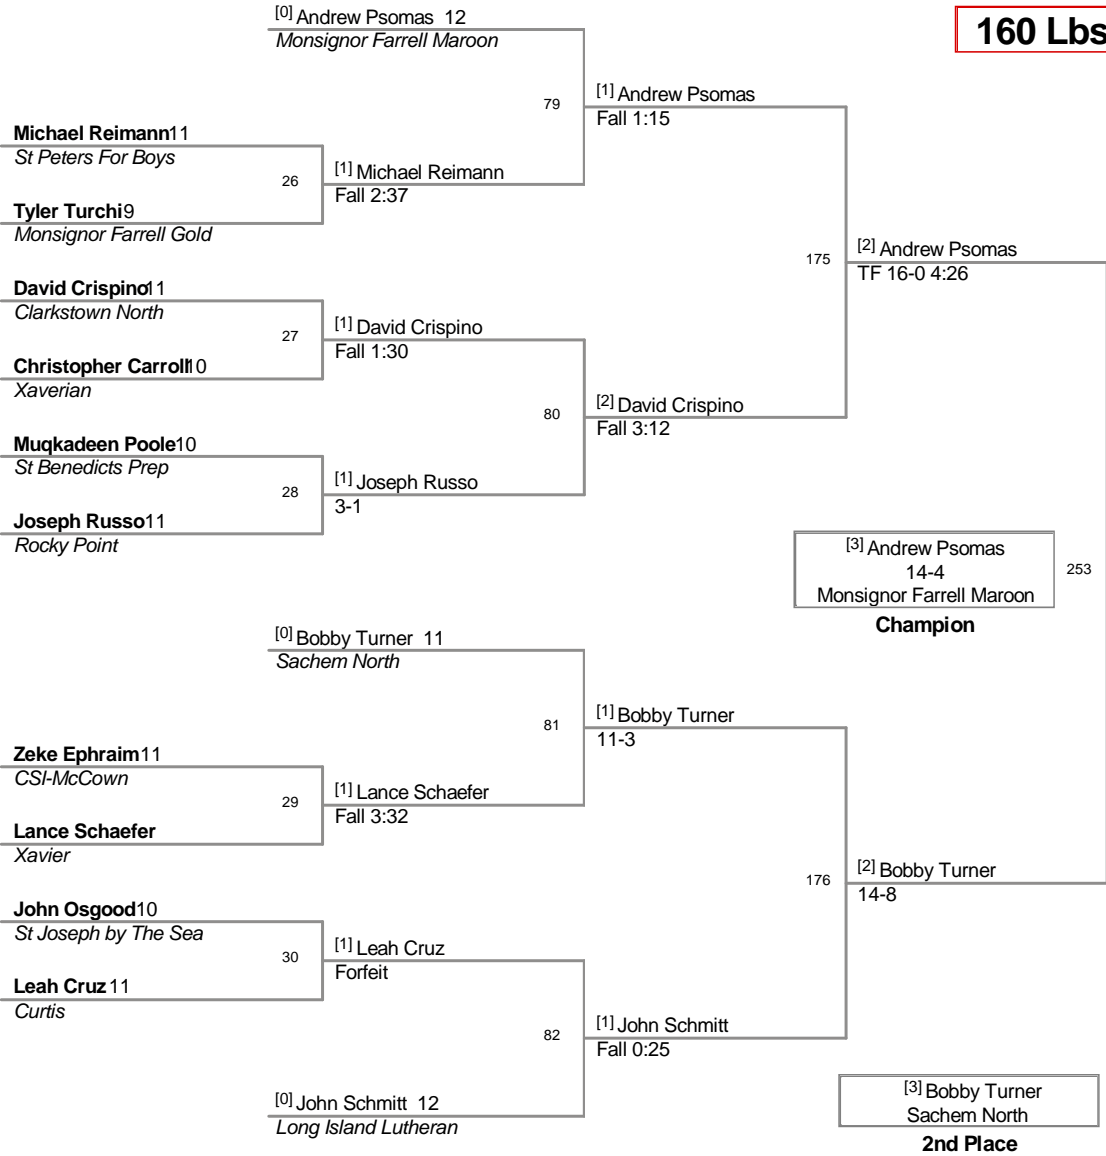 [0] Andrew Psomas 12
Monsignor Farrell Maroon
160 Lbs
79
[1] Andrew Psomas
Fall 1:15
Michael Reimann11
St Peters For Boys
26
[1] Michael Reimann
Fall 2:37
Tyler Turchi9
Monsignor Farrell Gold
175
[2] Andrew Psomas
TF 16-0 4:26
David Crispino11
Clarkstown North
27
[1] David Crispino
Fall 1:30
Christopher Carroll10
Xaverian
80
[2] David Crispino
Fall 3:12
Muqkadeen Poole10
St Benedicts Prep
28
[1] Joseph Russo
3-1
Joseph Russo11
Rocky Point
[3] Andrew Psomas
14-4
Monsignor Farrell Maroon
253
Champion
[0] Bobby Turner 11
Sachem North
81
[1] Bobby Turner
11-3
Zeke Ephraim11
CSI-McCown
29
[1] Lance Schaefer
Fall 3:32
Lance Schaefer
Xavier
176
[2] Bobby Turner
14-8
John Osgood10
St Joseph by The Sea
30
[1] Leah Cruz
Forfeit
Leah Cruz11
Curtis
82
[1] John Schmitt
Fall 0:25
[0] John Schmitt 12
Long Island Lutheran
[3] Bobby Turner
Sachem North
2nd Place